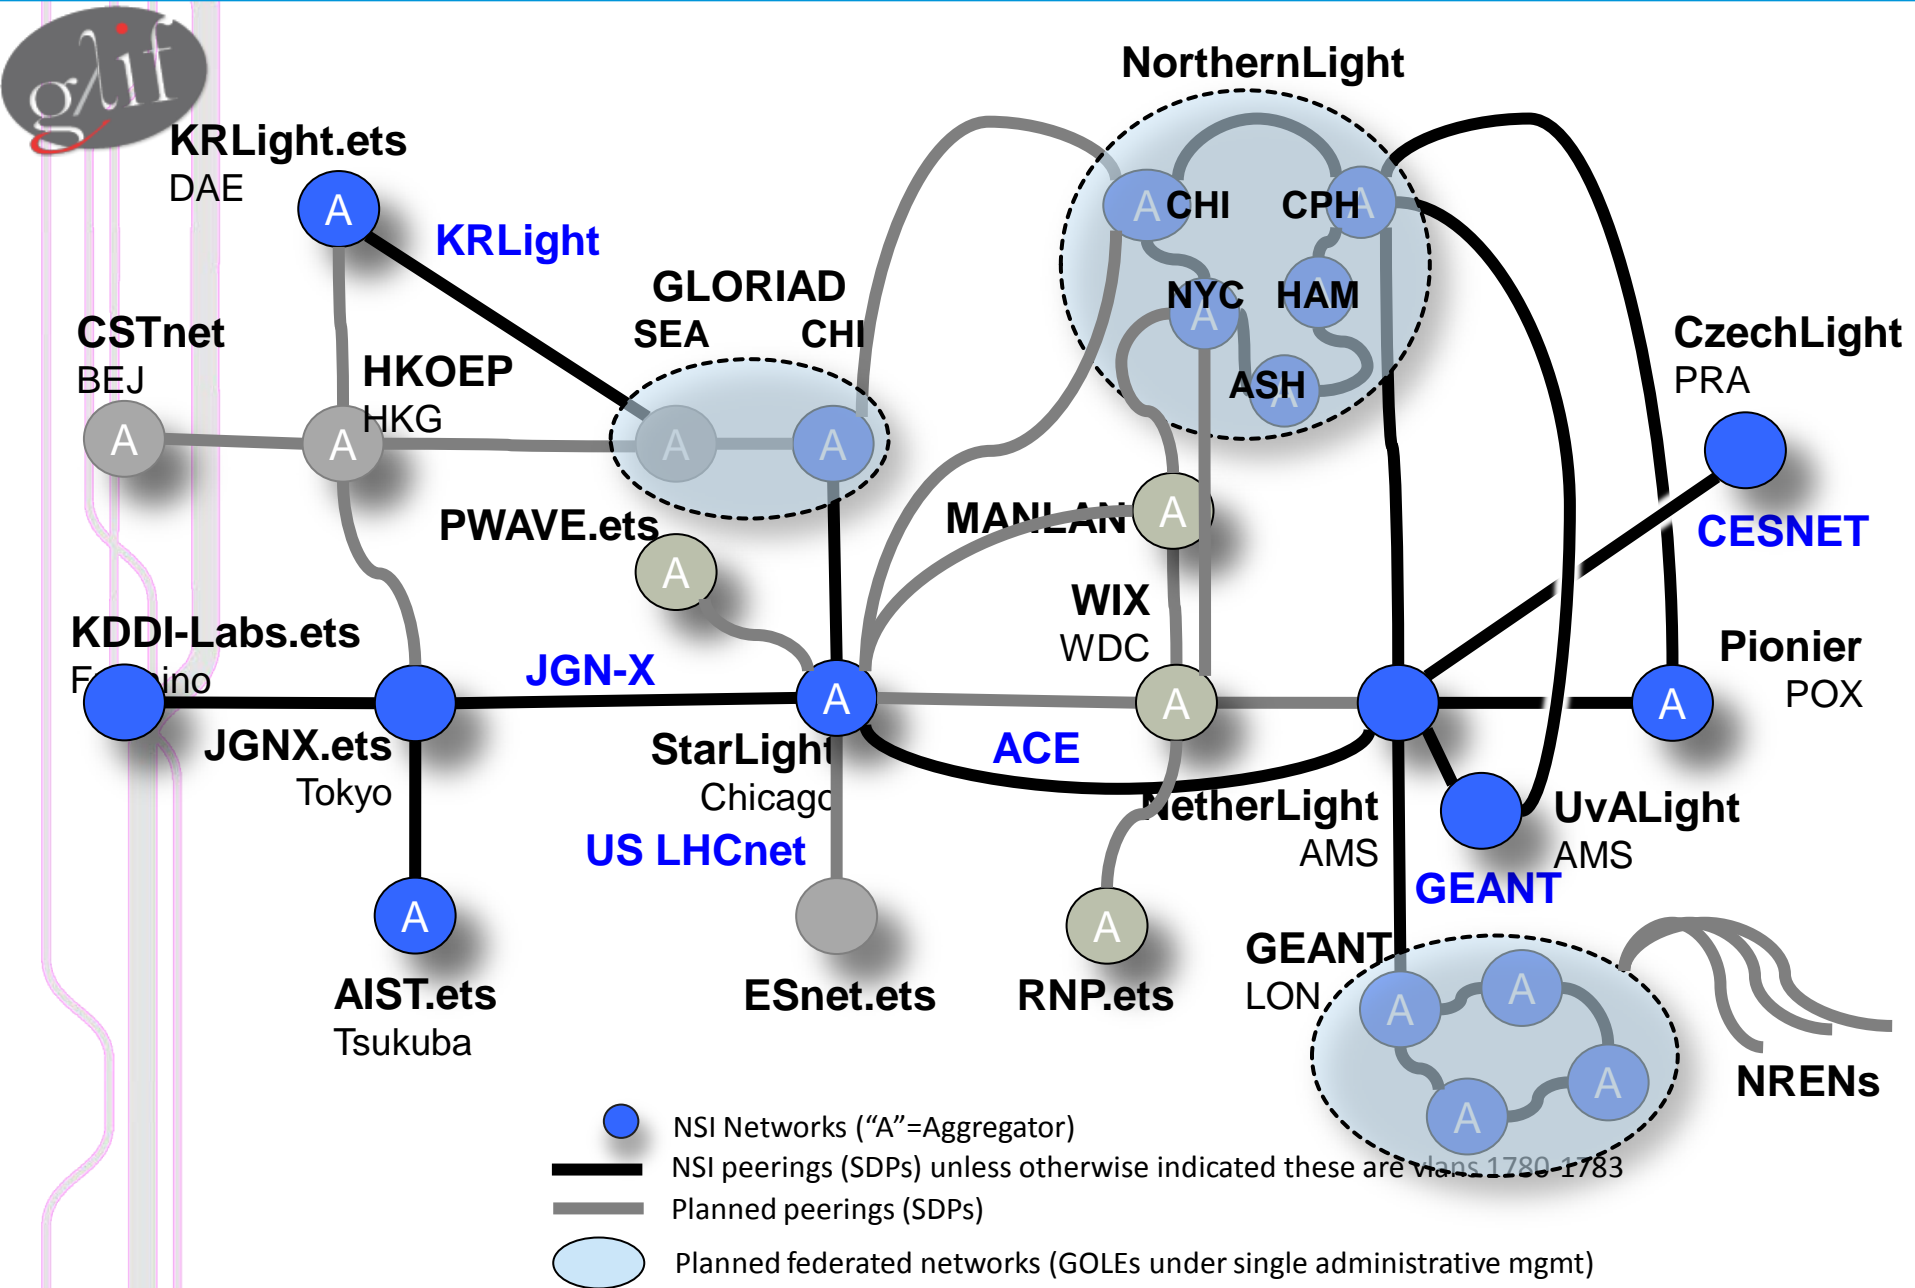 glif
NorthernLight
KRLight.ets
DAE
A
KRLight
A CHI
CPH A
GLORIAD
SEA CHI
NYC
A
HAM
CSTnet
BEJ
HKOEP
HKG
CzechLight
PRA
ASH
A
A
A
A
A
PWAVE.ets
A
MANLAN
A
CESNET
WIX
WDC
KDDI-Labs.ets
JGN-X
Pionier
POX
A
A
A
JGNX.ets
Tokyo
StarLight
Chicago
ACE
NetherLight
AMS
UvALight
AMS
US LHCnet
GEANT
A
A
AIST.ets
Tsukuba
ESnet.ets
RNP.ets
GEANT
LON
A
A
A
A
NRENs
NSI Networks (“A”=Aggregator)
NSI peerings (SDPs) unless otherwise indicated these are vlans 1780-1783
Planned peerings (SDPs)
Planned federated networks (GOLEs under single administrative mgmt)